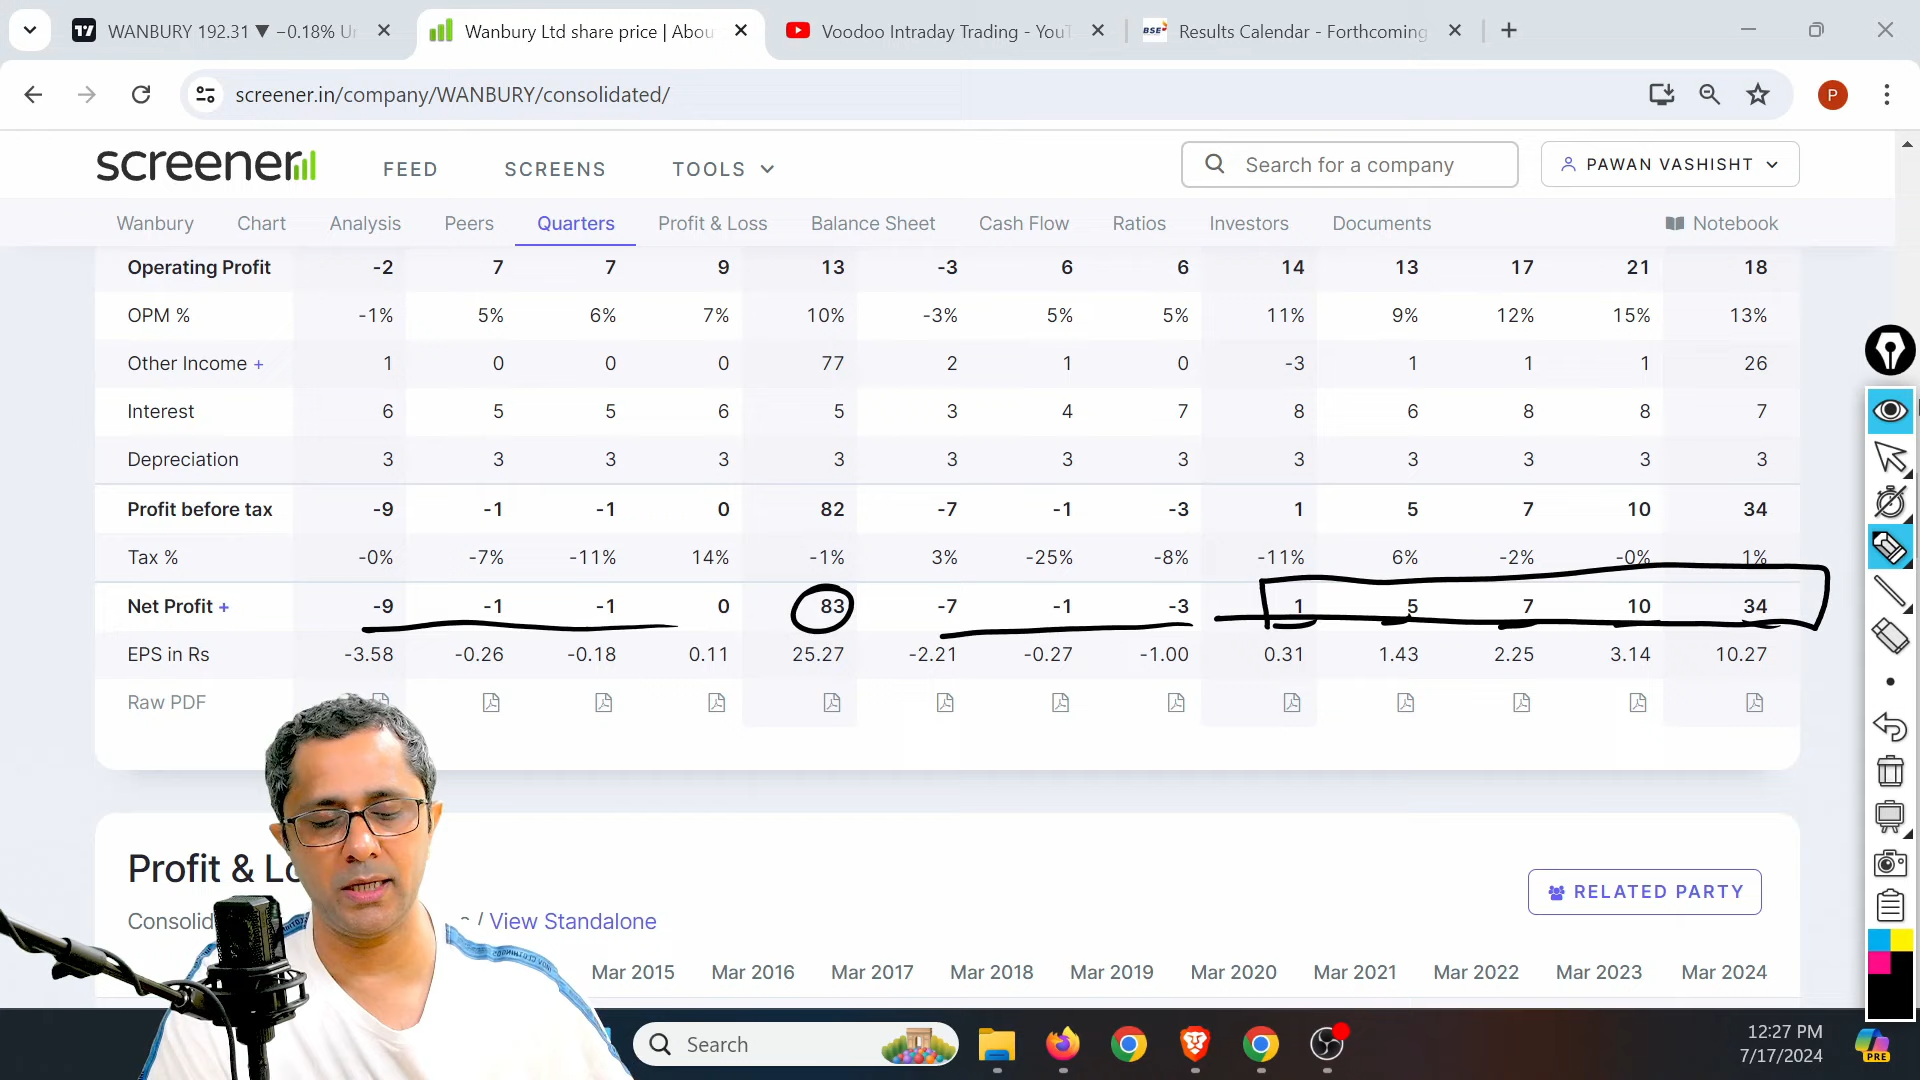 WANBURY 192.31 ▼ −0.18% Un
Wanbury Ltd share price | Abou
Voodoo Intraday Trading - YouT
BSE Results Calendar - Forthcoming
screener.in/company/WANBURY/consolidated/
P
screener
FEED
SCREENS
TOOLS
Search for a company
PAWAN VASHISHT
Wanbury Chart Analysis Peers Quarters Profit & Loss Balance Sheet Cash Flow Ratios Investors Documents Notebook
Operating Profit -2 7 7 9 13 -3 6 6 14 13 17 21 18
OPM % -1% 5% 6% 7% 10% -3% 5% 5% 11% 9% 12% 15% 13%
Other Income + 1 0 0 0 77 2 1 0 -3 1 1 1 26
Interest 6 5 5 6 5 3 4 7 8 6 8 8 7
Depreciation 3 3 3 3 3 3 3 3 3 3 3 3 3
Profit before tax -9 -1 -1 0 82 -7 -1 -3 1 5 7 10 34
Tax % -0% -7% -11% 14% -1% 3% -25% -8% -11% 6% -2% -0% 1%
Net Profit + -9 -1 -1 0 83 -7 -1 -3 1 5 7 10 34
EPS in Rs -3.58 -0.26 -0.18 0.11 25.27 -2.21 -0.27 -1.00 0.31 1.43 2.25 3.14 10.27
Raw PDF
Profit & Lo
RELATED PARTY
Consolid / View Standalone
Mar 2015 Mar 2016 Mar 2017 Mar 2018 Mar 2019 Mar 2020 Mar 2021 Mar 2022 Mar 2023 Mar 2024
Search
12:27 PM
7/17/2024
PRE